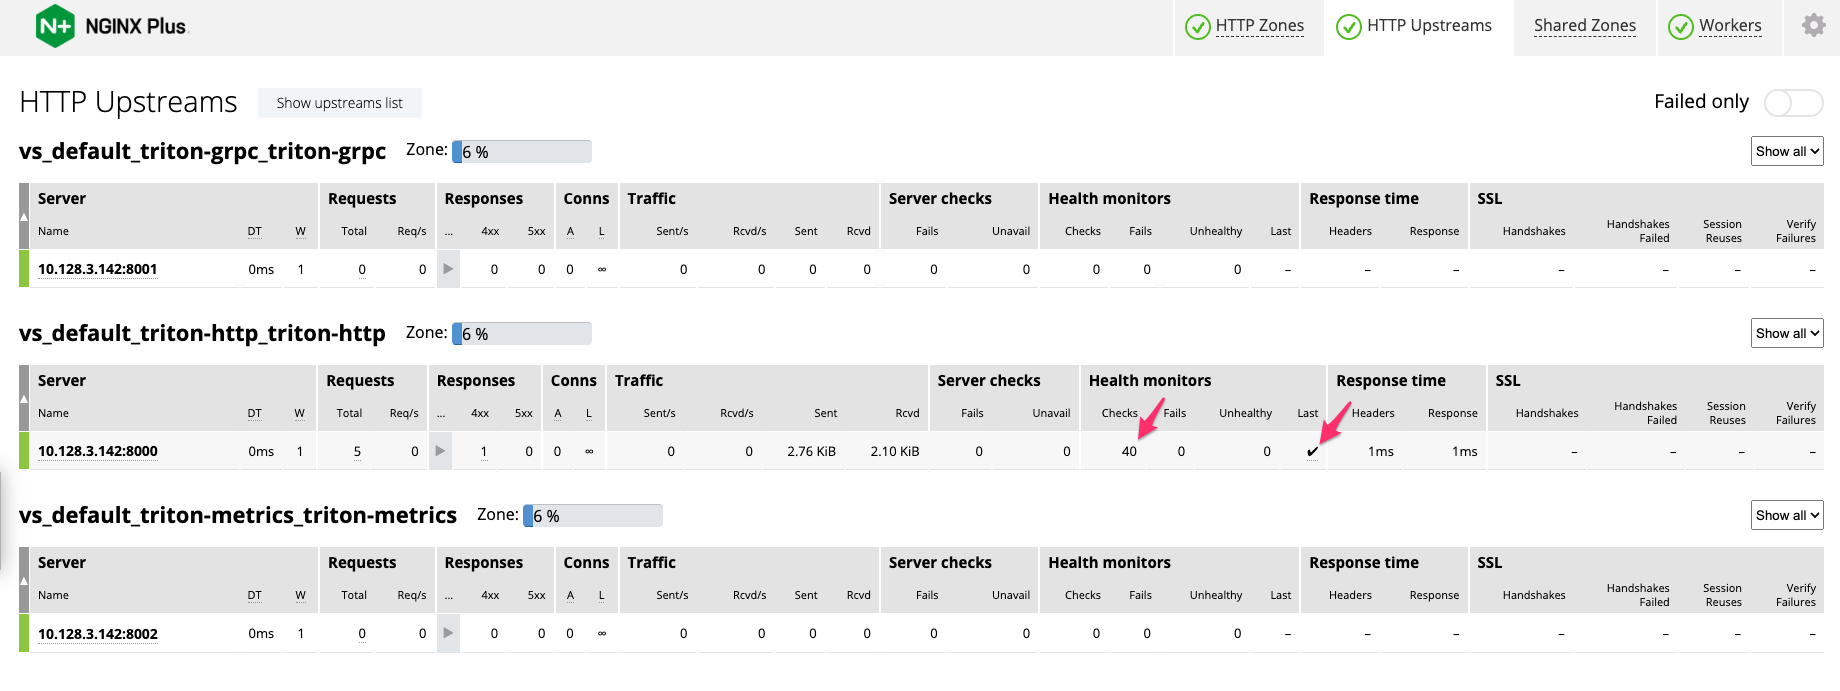 N+ NGINX Plus HTTP Zones HTTP Upstreams Shared Zones Workers
HTTP Upstreams Show upstreams list Failed only
vs_default_triton-grpc_triton-grpc Zone: 6 % Show all
Server Requests Responses Conns Traffic Server checks Health monitors Response time SSL
Name DT W Total Req/s ... 4xx 5xx A L Sent/s Rcvd/s Sent Rcvd Fails Unavail Checks Fails Unhealthy Last Headers Response Handshakes Handshakes Failed Session Reuses Verify Failures
10.128.3.142:8001 0ms 1 0 0 0 0 0 ∞ 0 0 0 0 0 0 0 0 0 – – – – – – –
vs_default_triton-http_triton-http Zone: 6 % Show all
Server Requests Responses Conns Traffic Server checks Health monitors Response time SSL
Name DT W Total Req/s ... 4xx 5xx A L Sent/s Rcvd/s Sent Rcvd Fails Unavail Checks Fails Unhealthy Last Headers Response Handshakes Handshakes Failed Session Reuses Verify Failures
10.128.3.142:8000 0ms 1 5 0 1 0 0 ∞ 0 0 2.76 KiB 2.10 KiB 0 0 40 0 0 ✔ 1ms 1ms – – – –
vs_default_triton-metrics_triton-metrics Zone: 6 % Show all
Server Requests Responses Conns Traffic Server checks Health monitors Response time SSL
Name DT W Total Req/s ... 4xx 5xx A L Sent/s Rcvd/s Sent Rcvd Fails Unavail Checks Fails Unhealthy Last Headers Response Handshakes Handshakes Failed Session Reuses Verify Failures
10.128.3.142:8002 0ms 1 0 0 0 0 0 ∞ 0 0 0 0 0 0 0 0 0 – – – – – – –